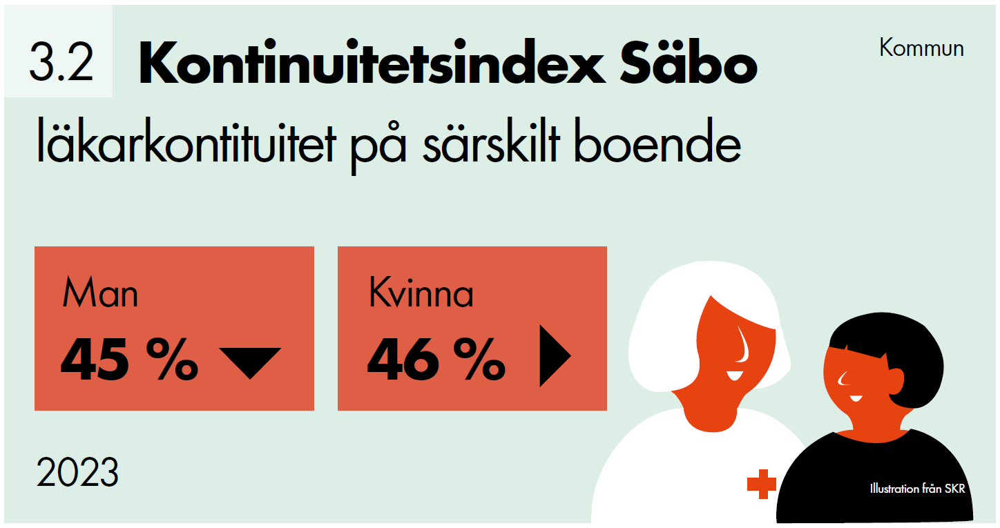 3.2 Kontinuitetsindex Säbo
Kommun
läkarkontituitet på särskilt boende
Man
45 %
Kvinna
46 %
2023
Illustration från SKR